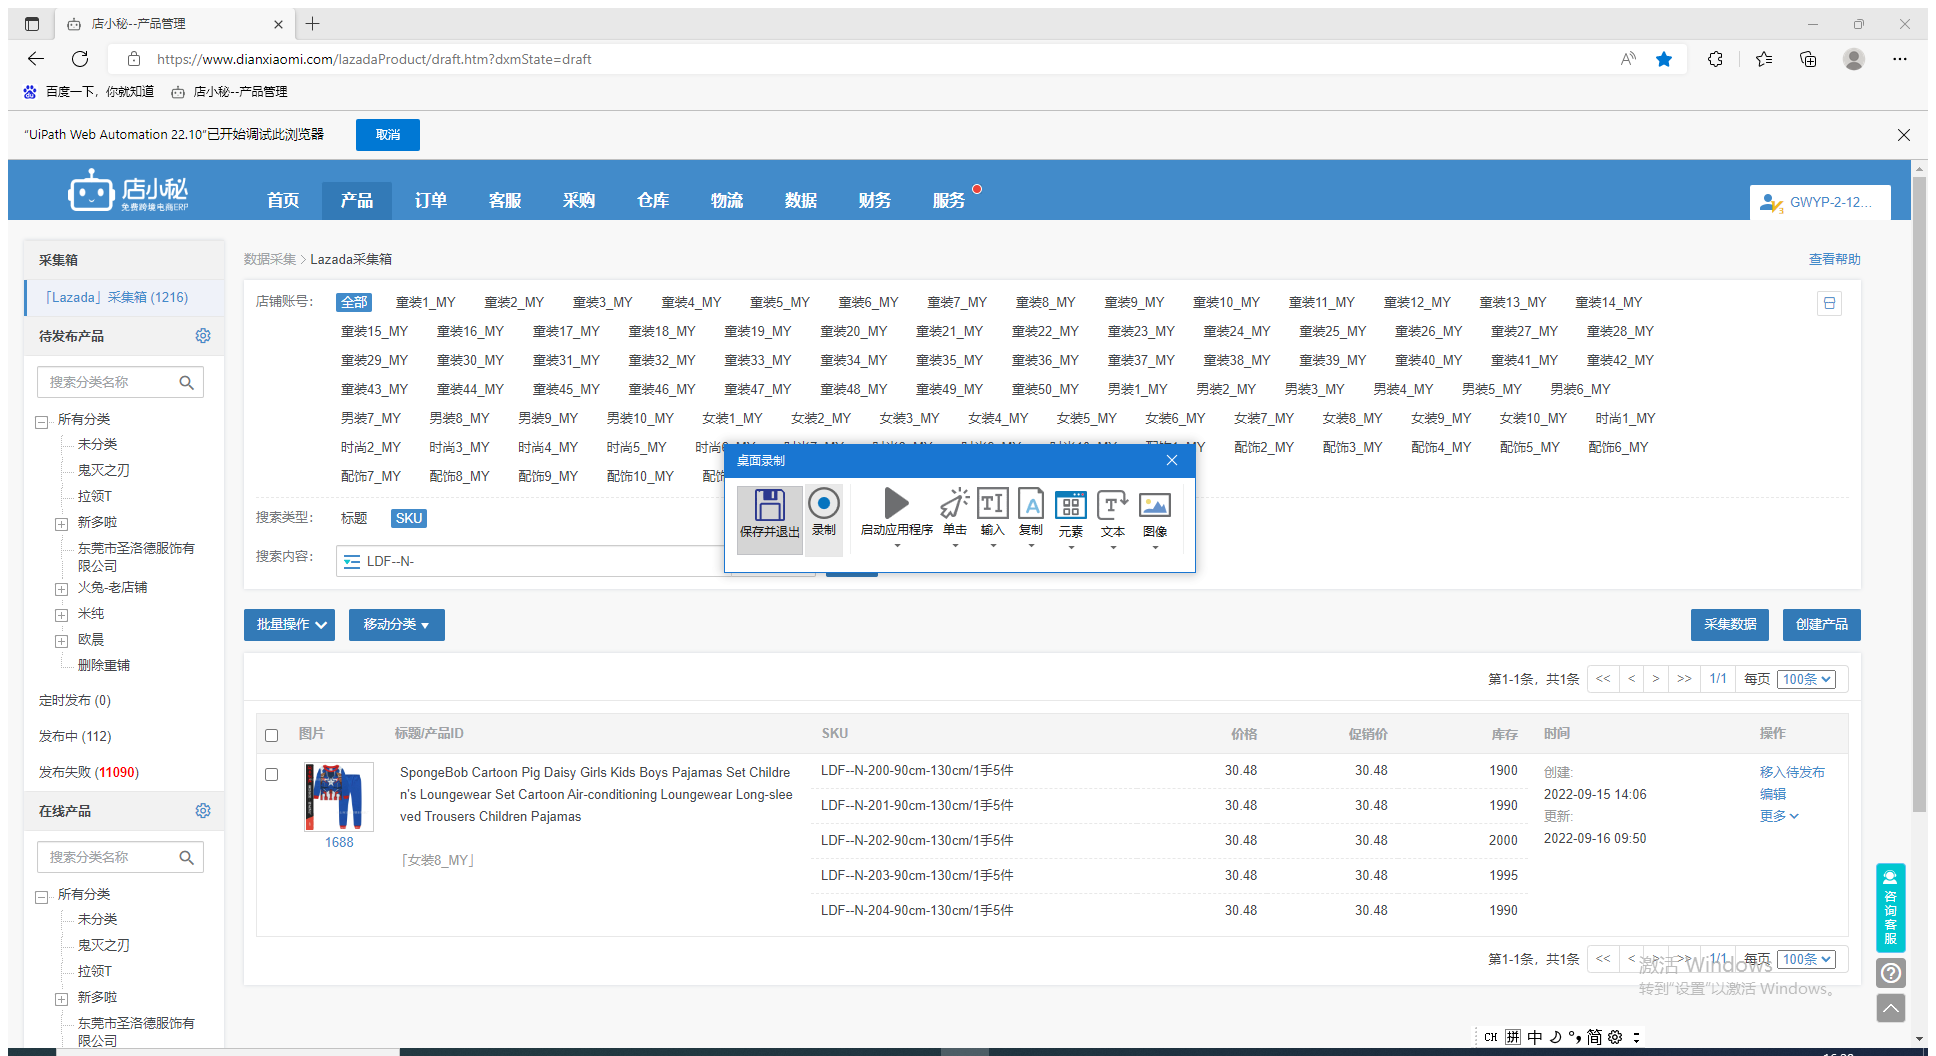 店小秘--产品管理
https://www.dianxiaomi.com/lazadaProduct/draft.htm?dxmState=draft
百度一下，你就知道 店小秘--产品管理
"UiPath Web Automation 22.10"已开始调试此浏览器 取消
店小秘
免费跨境电商ERP
首页 产品 订单 客服 采购 仓库 物流 数据 财务 服务
GWYP-2-12...
采集箱
「Lazada」采集箱 (1216)
待发布产品
搜索分类名称
所有分类
未分类
鬼灭之刃
拉领T
新多啦
东莞市圣洛德服饰有
限公司
火兔-老店铺
米纯
欧晨
删除重铺
定时发布 (0)
发布中 (112)
发布失败 (11090)
在线产品
搜索分类名称
所有分类
未分类
鬼灭之刃
拉领T
新多啦
东莞市圣洛德服饰有
限公司
数据采集 > Lazada采集箱 查看帮助
店铺账号： 全部 童装1_MY 童装2_MY 童装3_MY 童装4_MY 童装5_MY 童装6_MY 童装7_MY 童装8_MY 童装9_MY 童装10_MY 童装11_MY 童装12_MY 童装13_MY 童装14_MY
童装15_MY 童装16_MY 童装17_MY 童装18_MY 童装19_MY 童装20_MY 童装21_MY 童装22_MY 童装23_MY 童装24_MY 童装25_MY 童装26_MY 童装27_MY 童装28_MY
童装29_MY 童装30_MY 童装31_MY 童装32_MY 童装33_MY 童装34_MY 童装35_MY 童装36_MY 童装37_MY 童装38_MY 童装39_MY 童装40_MY 童装41_MY 童装42_MY
童装43_MY 童装44_MY 童装45_MY 童装46_MY 童装47_MY 童装48_MY 童装49_MY 童装50_MY 男装1_MY 男装2_MY 男装3_MY 男装4_MY 男装5_MY 男装6_MY
男装7_MY 男装8_MY 男装9_MY 男装10_MY 女装1_MY 女装2_MY 女装3_MY 女装4_MY 女装5_MY 女装6_MY 女装7_MY 女装8_MY 女装9_MY 女装10_MY 时尚1_MY
时尚2_MY 时尚3_MY 时尚4_MY 时尚5_MY 配饰2_MY 配饰3_MY 配饰4_MY 配饰5_MY 配饰6_MY
配饰7_MY 配饰8_MY 配饰9_MY 配饰10_MY
桌面录制
保存并退出 录制 启动应用程序 单击 输入 复制 元素 文本 图像
搜索类型： 标题 SKU
搜索内容： LDF--N-
批量操作 移动分类 采集数据 创建产品
第1-1条，共1条 << < > >> 1/1 每页 100条
图片 标题/产品ID SKU 价格 促销价 库存 时间 操作
SpongeBob Cartoon Pig Daisy Girls Kids Boys Pajamas Set Childre
n's Loungewear Set Cartoon Air-conditioning Loungewear Long-slee
ved Trousers Children Pajamas
「女装8_MY」
1688
LDF--N-200-90cm-130cm/1手5件 30.48 30.48 1900
LDF--N-201-90cm-130cm/1手5件 30.48 30.48 1990
LDF--N-202-90cm-130cm/1手5件 30.48 30.48 2000
LDF--N-203-90cm-130cm/1手5件 30.48 30.48 1995
LDF--N-204-90cm-130cm/1手5件 30.48 30.48 1990
创建:
2022-09-15 14:06
更新:
2022-09-16 09:50
移入待发布
编辑
更多
第1-1条，共1条 << < > >> 1/1 每页 100条
激活 Windows
转到"设置"以激活 Windows。
咨询客服
CH 拼 中 简